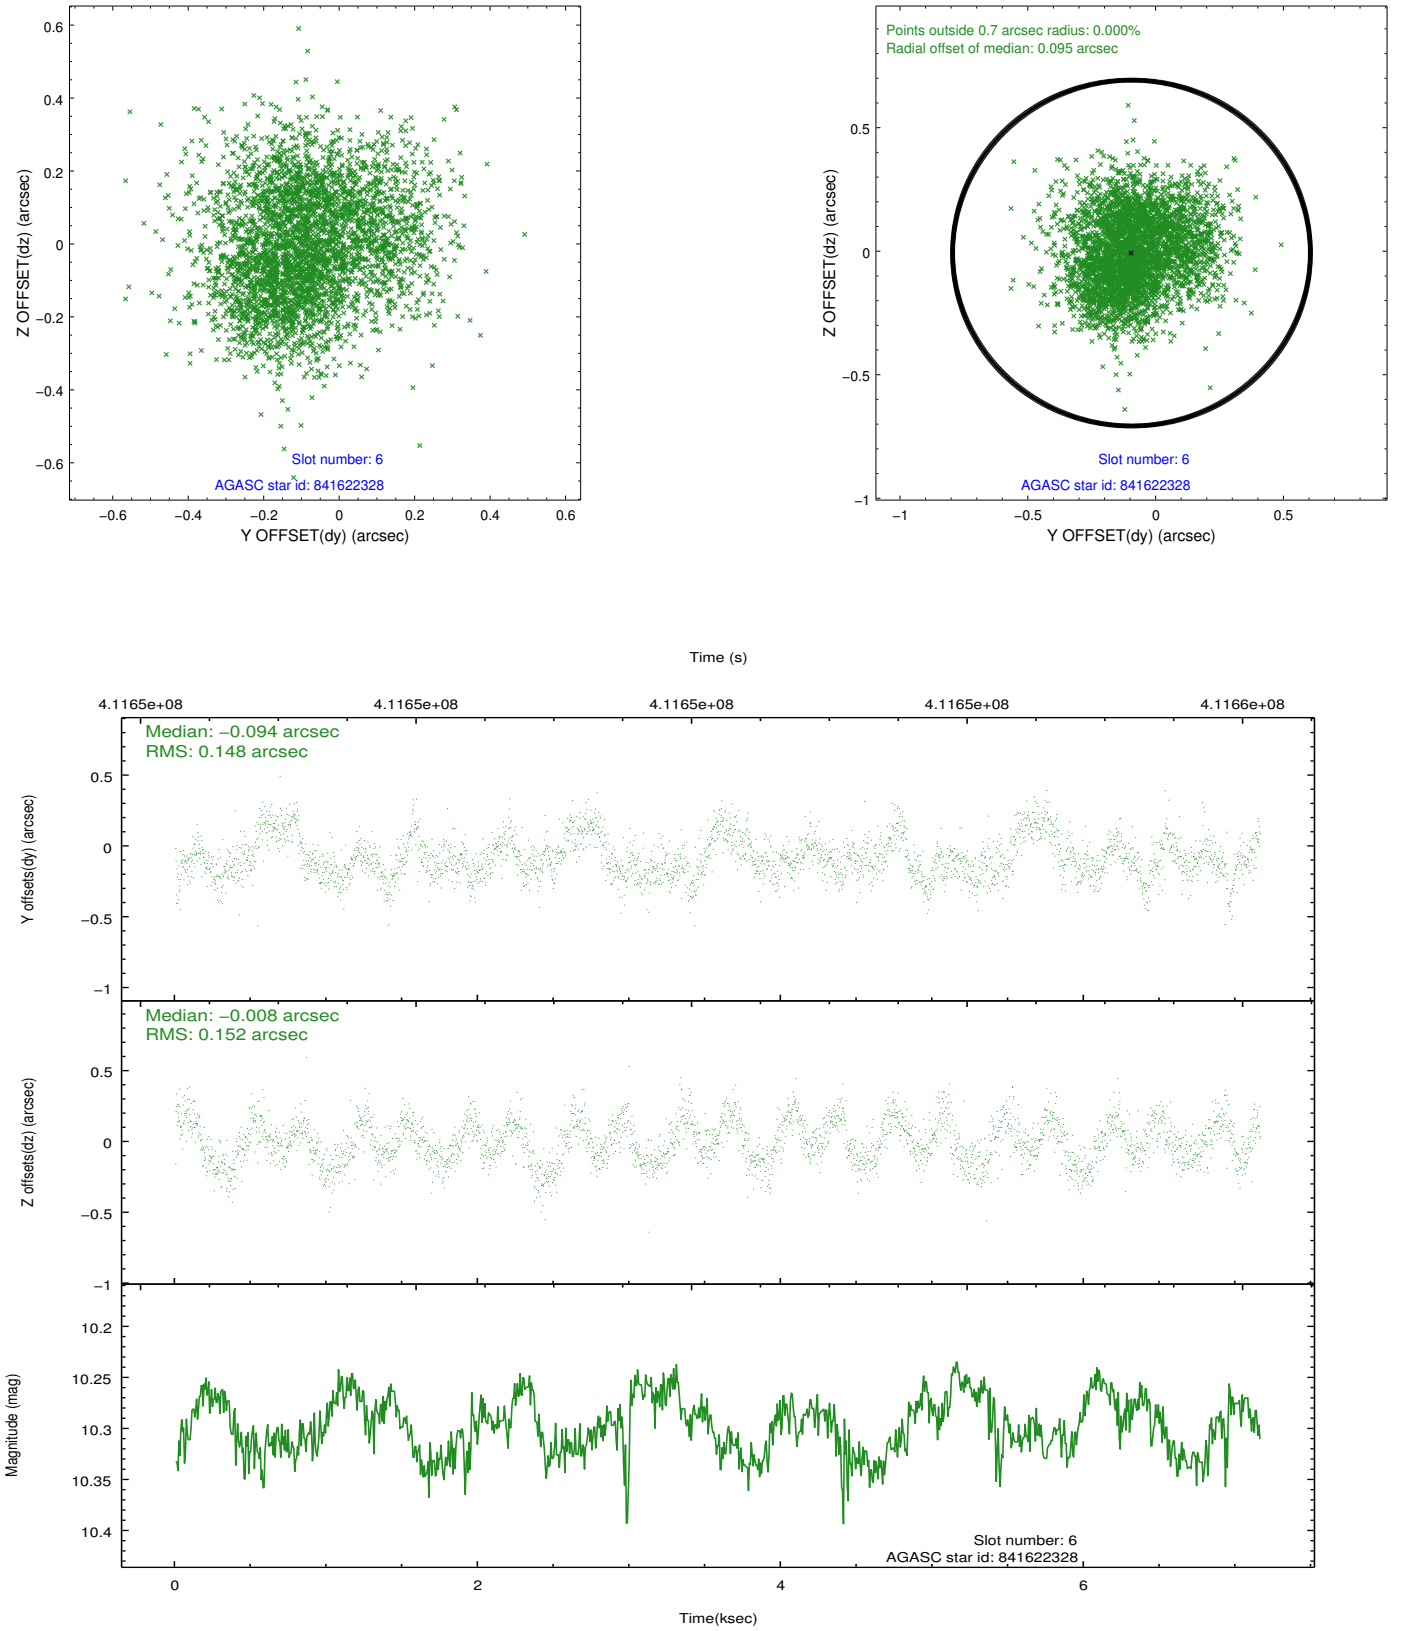 0.6
0.4
0.2
0
−0.2
−0.4
−0.6
Z OFFSET(dz) (arcsec)
Slot number: 6
AGASC star id: 841622328
−0.6 −0.4 −0.2 0 0.2 0.4 0.6
Y OFFSET(dy) (arcsec)
Points outside 0.7 arcsec radius: 0.000%
Radial offset of median: 0.095 arcsec
0.5
0
−0.5
−1
Z OFFSET(dz) (arcsec)
Slot number: 6
AGASC star id: 841622328
−1 −0.5 0 0.5
Y OFFSET(dy) (arcsec)
Time (s)
4.1165e+08 4.1165e+08 4.1165e+08 4.1165e+08 4.1166e+08
Median: −0.094 arcsec
RMS: 0.148 arcsec
0.5
0
−0.5
−1
Y offsets(dy) (arcsec)
Median: −0.008 arcsec
RMS: 0.152 arcsec
0.5
0
−0.5
−1
Z offsets(dz) (arcsec)
10.2
10.25
10.3
10.35
10.4
Magnitude (mag)
Slot number: 6
AGASC star id: 841622328
0 2 4 6
Time(ksec)